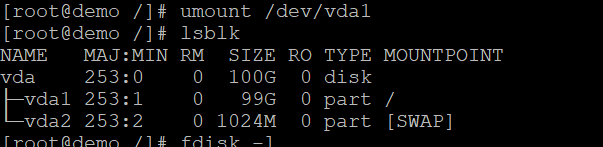 [root@demo /]# umount /dev/vda1
[root@demo /]# lsblk
NAME   MAJ:MIN RM  SIZE RO TYPE MOUNTPOINT
vda    253:0    0  100G  0 disk
├─vda1 253:1    0   99G  0 part /
└─vda2 253:2    0 1024M  0 part [SWAP]
[root@demo /]# fdisk -l